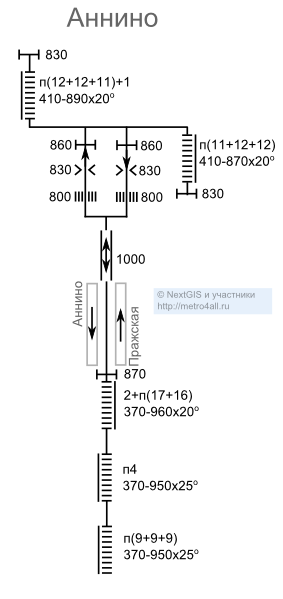 Аннино
830
п(12+12+11)+1
410-890x20°
860
860
п(11+12+12)
410-870x20°
830
830
800
800
830
1000
Аннино
Пражская
© NextGIS и участники
http://metro4all.ru
870
2+п(17+16)
370-960x20°
п4
370-950x25°
п(9+9+9)
370-950x25°